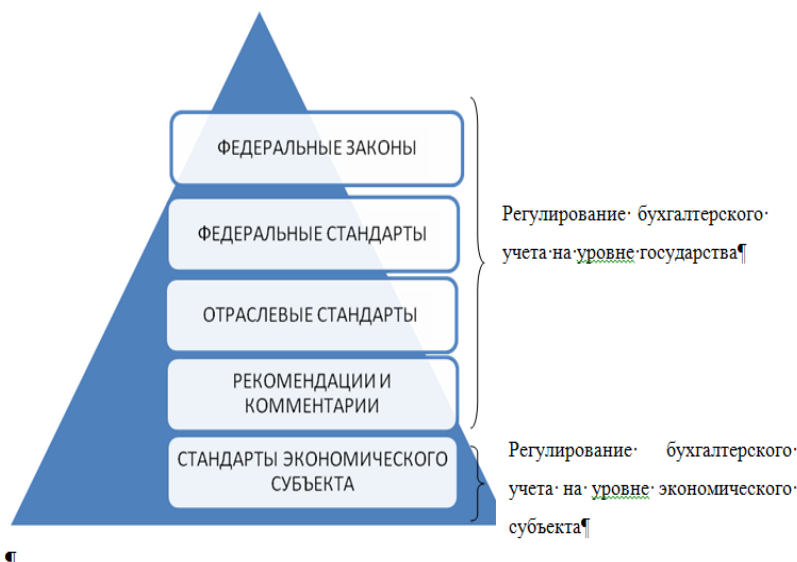 ФЕДЕРАЛЬНЫЕ ЗАКОНЫ
ФЕДЕРАЛЬНЫЕ СТАНДАРТЫ
ОТРАСЛЕВЫЕ СТАНДАРТЫ
РЕКОМЕНДАЦИИ И
КОММЕНТАРИИ
СТАНДАРТЫ ЭКОНОМИЧЕСКОГО
СУБЪЕКТА
Регулирование· бухгалтерского·
учета·на·уровне·государства¶
Регулирование· бухгалтерского·
учета· на· уровне· экономического·
субъекта¶
¶